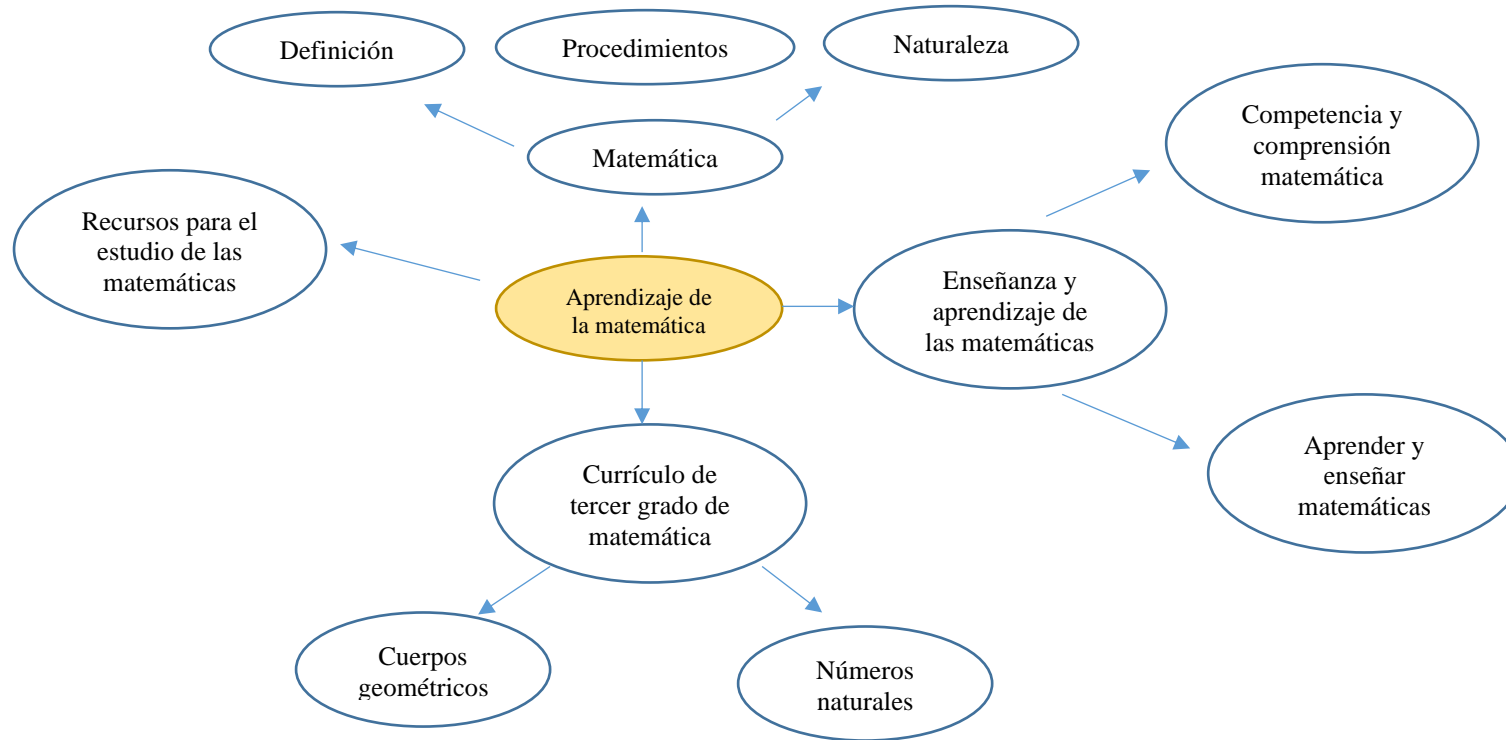 Definición
Procedimientos
Naturaleza
Matemática
Competencia y
comprensión
matemática
Recursos para el
estudio de las
matemáticas
Aprendizaje de
la matemática
Enseñanza y
aprendizaje de
las matemáticas
Currículo de
tercer grado de
matemática
Aprender y
enseñar
matemáticas
Cuerpos
geométricos
Números
naturales